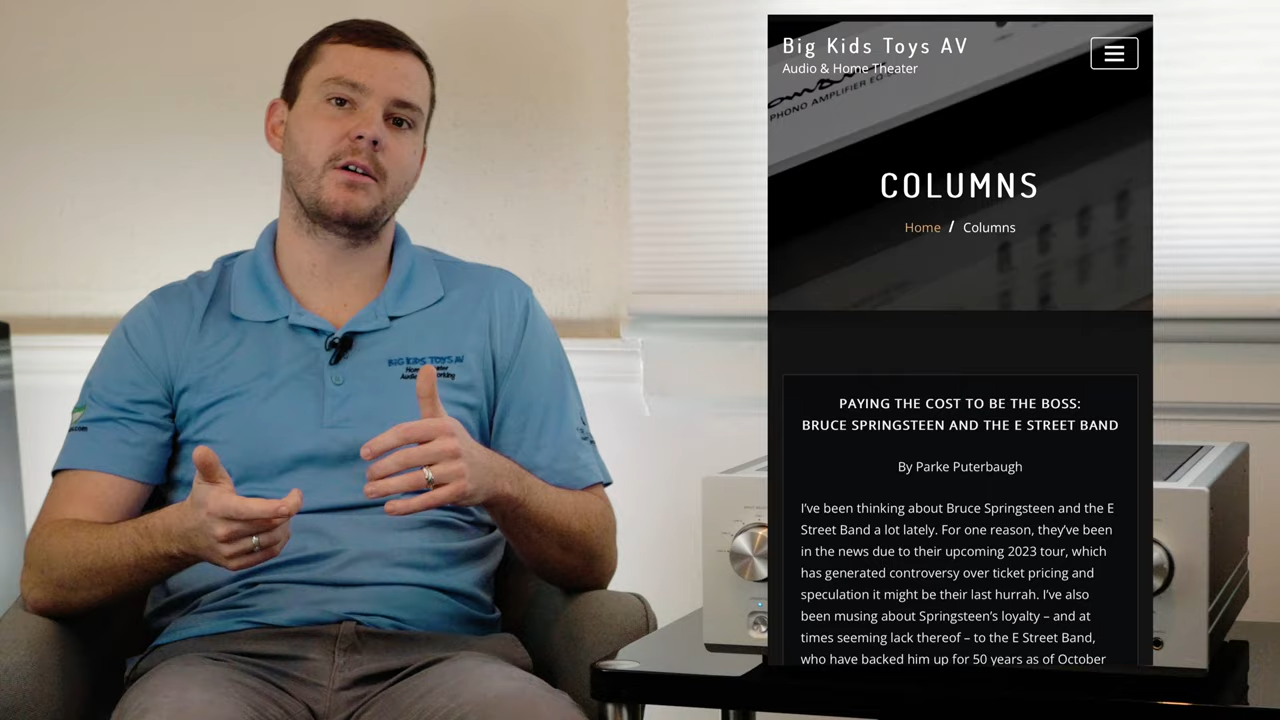 Big Kids Toys AV
Audio & Home Theater
PHONO AMPLIFIER
COLUMNS
Home / Columns
PAYING THE COST TO BE THE BOSS:
BRUCE SPRINGSTEEN AND THE E STREET BAND
By Parke Puterbaugh
I’ve been thinking about Bruce Springsteen and the E
Street Band a lot lately. For one reason, they’ve been
in the news due to their upcoming 2023 tour, which
has generated controversy over ticket pricing and
speculation it might be their last hurrah. I’ve also
been musing about Springsteen’s loyalty – and at
times seeming lack thereof – to the E Street Band,
who have backed him up for 50 years as of October
BIG KIDS TOYS AV